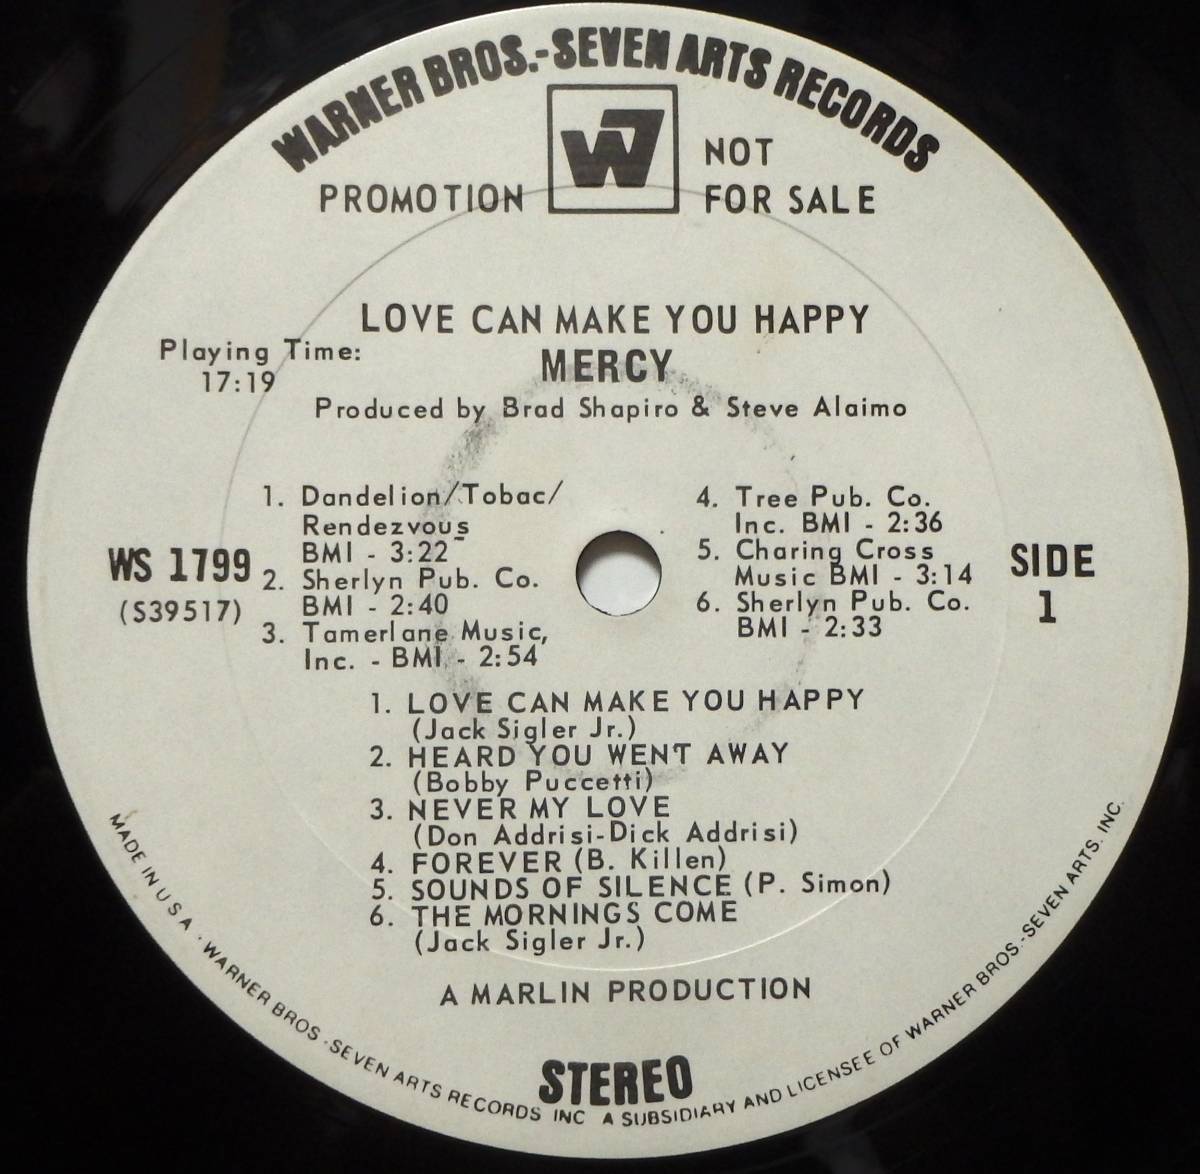 WARNER BROS.-SEVEN ARTS RECORDS
W7
PROMOTION
NOT
FOR SALE
LOVE CAN MAKE YOU HAPPY
Playing Time:
17:19
MERCY
Produced by Brad Shapiro & Steve Alaimo
1. Dandelion/Tobac/
Rendezvous
BMI - 3:22
2. Sherlyn Pub. Co.
BMI - 2:40
3. Tamerlane Music,
Inc. - BMI - 2:54
4. Tree Pub. Co.
Inc. BMI - 2:36
5. Charing Cross
Music BMI - 3:14
6. Sherlyn Pub. Co.
BMI - 2:33
WS 1799
(S39517)
SIDE
1
1. LOVE CAN MAKE YOU HAPPY
(Jack Sigler Jr.)
2. HEARD YOU WENT AWAY
(Bobby Puccetti)
3. NEVER MY LOVE
(Don Addrisi-Dick Addrisi)
4. FOREVER (B. Killen)
5. SOUNDS OF SILENCE (P. Simon)
6. THE MORNINGS COME
(Jack Sigler Jr.)
A MARLIN PRODUCTION
STEREO
MADE IN U.S.A. · WARNER BROS.-SEVEN ARTS RECORDS INC. A SUBSIDIARY AND LICENSEE OF WARNER BROS.-SEVEN ARTS. INC.